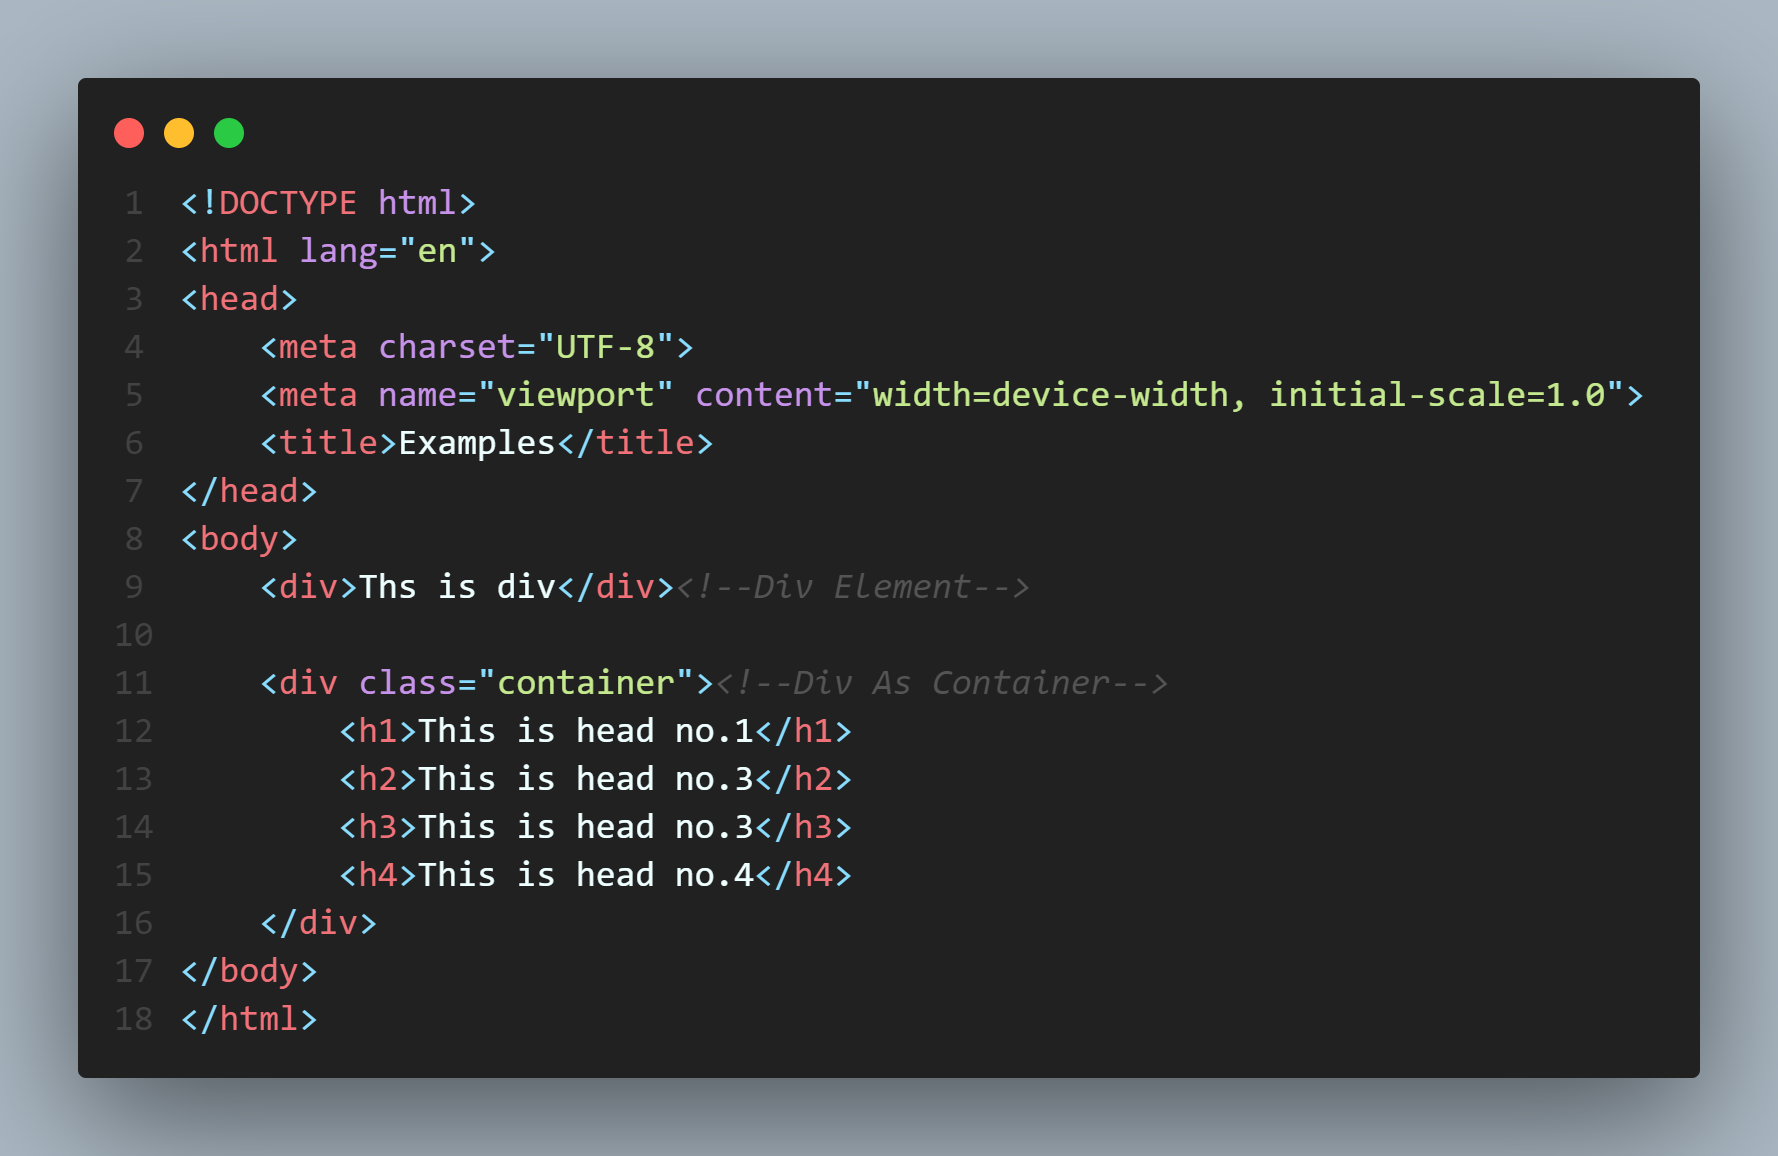 1 <!DOCTYPE html>
2 <html lang="en">
3 <head>
4     <meta charset="UTF-8">
5     <meta name="viewport" content="width=device-width, initial-scale=1.0">
6     <title>Examples</title>
7 </head>
8 <body>
9     <div>Ths is div</div><!--Div Element-->
10
11     <div class="container"><!--Div As Container-->
12         <h1>This is head no.1</h1>
13         <h2>This is head no.3</h2>
14         <h3>This is head no.3</h3>
15         <h4>This is head no.4</h4>
16     </div>
17 </body>
18 </html>